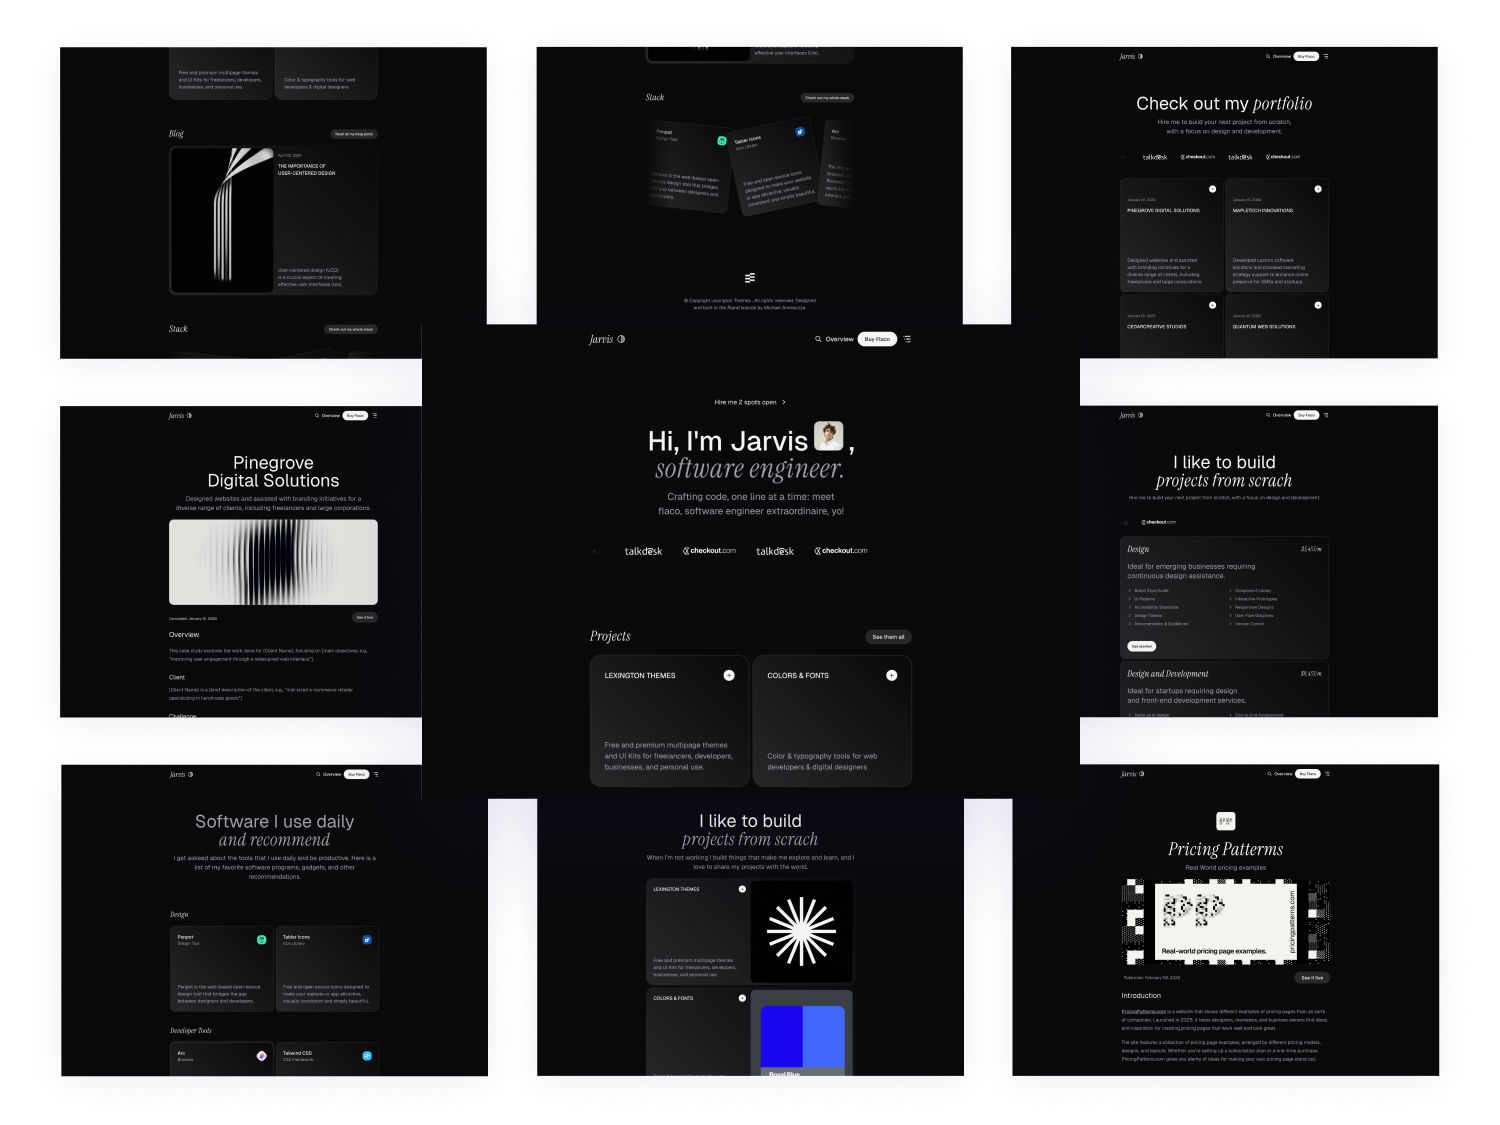 Free and premium multipage themes
and UI Kits for freelancers, developers,
businesses, and personal use.
Color & typography tools for web
developers & digital designers
Blog
Read all my blog posts
April 20, 2024
THE IMPORTANCE OF
USER-CENTERED DESIGN
User-centered design (UCD)
is a crucial aspect of creating
effective user interfaces (UIs).
Stack
Check out my whole stack
effective user interfaces (UIs).
Stack
Check out my whole stack
Penpot
Design Tool
Penpot is the web-based open-
source design tool that bridges
the gap between designers and
developers.
Tabler Icons
Icon Library
Free and open source icons
designed to make your website
or app attractive, visually
consistent and simply beautiful.
Arc
Browser
© Copyright Lexington Themes . All rights reserved. Designed
and built in the Åland Islands by Michael Andreuzza.
Jarvis
Overview
Buy Flaco
Check out my portfolio
Hire me to build your next project from scratch,
with a focus on design and development.
talkdesk
checkout.com
talkdesk
checkout.com
January 01, 2024
PINEGROVE DIGITAL SOLUTIONS
Designed websites and assisted
with branding initiatives for a
diverse range of clients, including
freelancers and large corporations.
January 01, 2024
MAPLETECH INNOVATIONS
Developed custom software
solutions and provided marketing
strategy support to enhance online
presence for SMEs and startups.
CEDARCREATIVE STUDIOS
QUANTUM WEB SOLUTIONS
Jarvis
Overview
Buy Flaco
Pinegrove
Digital Solutions
Designed websites and assisted with branding initiatives for a
diverse range of clients, including freelancers and large corporations.
See it live
Overview
This case study explores the work done for [Client Name], focusing on [main objectives, e.g.,
"improving user engagement through a redesigned web interface"].
Client
[Client Name] is a [brief description of the client, e.g., "mid-sized e-commerce retailer
specializing in handmade goods"].
Challenge
Jarvis
Overview
Buy Flaco
Hire me 2 spots open
Hi, I'm Jarvis ,
software engineer.
Crafting code, one line at a time: meet
flaco, software engineer extraordinaire, yo!
talkdesk
checkout.com
talkdesk
checkout.com
Projects
See them all
LEXINGTON THEMES
Free and premium multipage themes
and UI Kits for freelancers, developers,
businesses, and personal use.
COLORS & FONTS
Color & typography tools for web
developers & digital designers
Jarvis
Overview
Buy Flaco
I like to build
projects from scrach
Hire me to build your next project from scratch, with a focus on design and development.
checkout.com
Design
Ideal for emerging businesses requiring
continuous design assistance.
Brand Style Guide
UI Patterns
Accessibility Standards
Design Tokens
Documentation & Guidelines
Component Library
Interactive Prototypes
Responsive Designs
User Flow Diagrams
Version Control
Get started
Design and Development
Ideal for startups requiring design
and front-end development services.
Same as in design
End-to-End Development
Jarvis
Overview
Buy Flaco
Software I use daily
and recommend
I get askead about the tools that I use daily and be productive. Here is a
list of my favorite software programs, gadgets, and other
recommendations.
Design
Penpot
Design Tool
Penpot is the web-based open-source
design tool that bridges the gap
between designers and developers.
Tabler Icons
Icon Library
Free and open source icons designed to
make your website or app attractive,
visually consistent and simply beautiful.
Developer Tools
Arc
Browser
Tailwind CSS
CSS Framework
I like to build
projects from scrach
When I'm not working I build things that make me explore and learn, and I
love to share my projects with the world.
LEXINGTON THEMES
Free and premium multipage themes
and UI Kits for freelancers, developers,
businesses, and personal use.
COLORS & FONTS
Royal Blue
Jarvis
Overview
Buy Flaco
Pricing Patterms
Real World pricing examples
Real-world pricing page examples.
pricingpatterns.com
Published: February 06, 2025
See it live
Introduction
PricingPatterns.com is a website that shows different examples of pricing pages from all sorts
of companies. Launched in 2025, it helps designers, marketers, and business owners find ideas
and inspiration for creating pricing pages that work well and look great.
The site features a collection of pricing page examples, arranged by different pricing models,
designs, and layouts. Whether you're setting up a subscription plan or a one-time purchase,
PricingPatterns.com gives you plenty of ideas for making your own pricing page stand out.